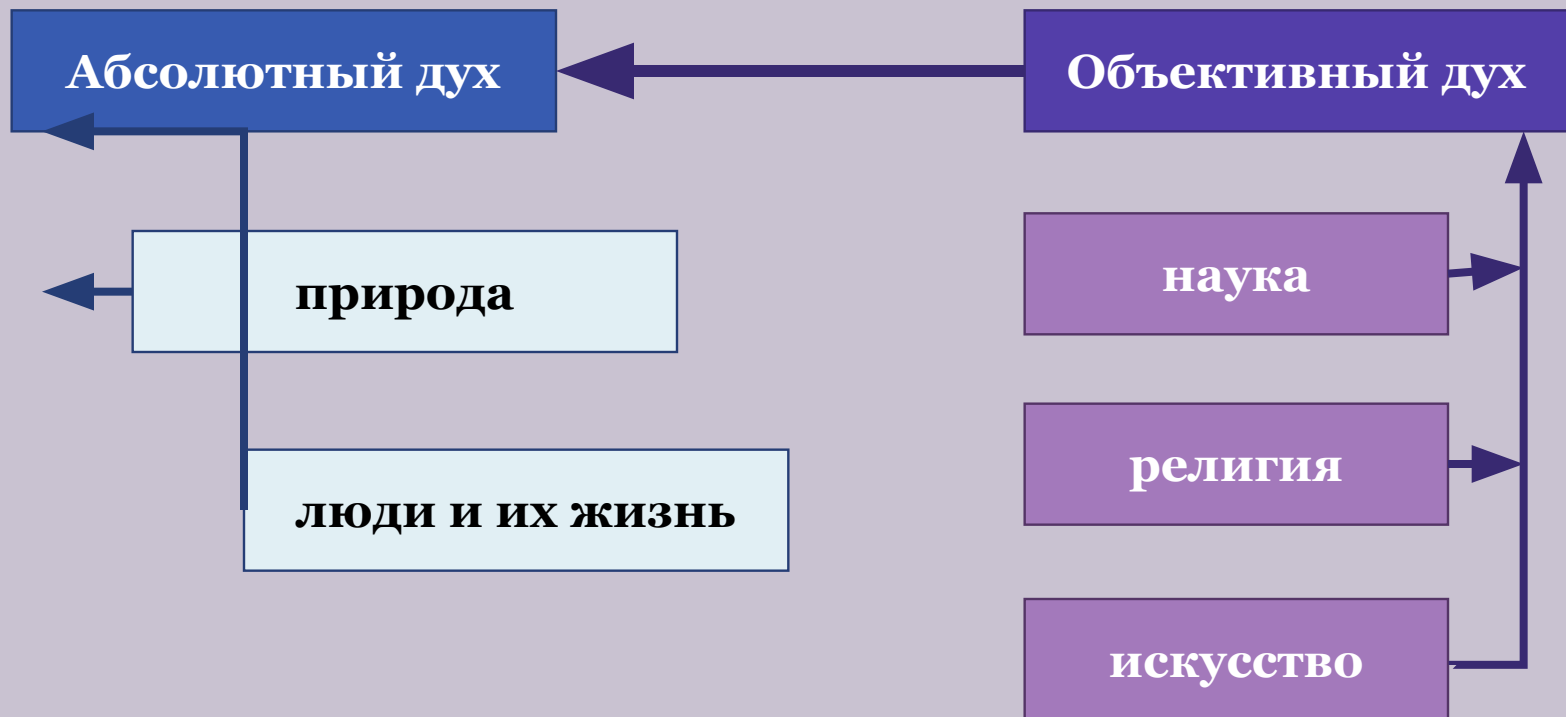 Абсолютный дух
Объективный дух
природа
люди и их жизнь
наука
религия
искусство